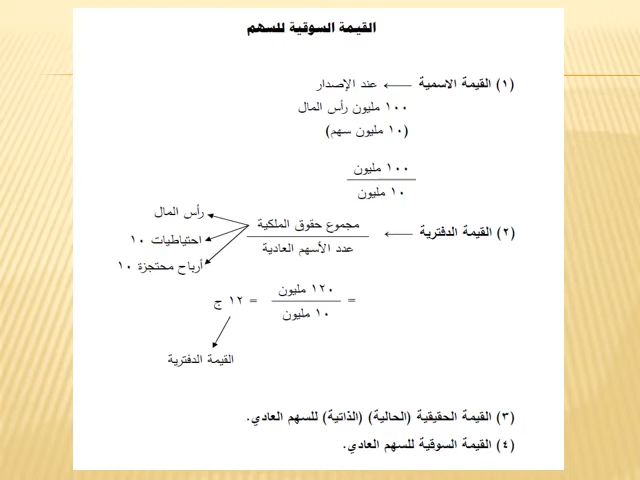 القيمة السوقية للسهم
(١) القيمة الاسمية ← عند الإصدار
١٠٠ مليون رأس المال
(١٠ مليون سهم)
١٠٠ مليون
١٠ مليون
(٢) القيمة الدفترية ← مجموع حقوق الملكية
عدد الأسهم العادية
رأس المال
احتياطيات ١٠
أرباح محتجزة ١٠
= ١٢٠ مليون
١٠ مليون
= ١٢ ج
القيمة الدفترية
(٣) القيمة الحقيقية (الحالية) (الذاتية) للسهم العادي.
(٤) القيمة السوقية للسهم العادي.